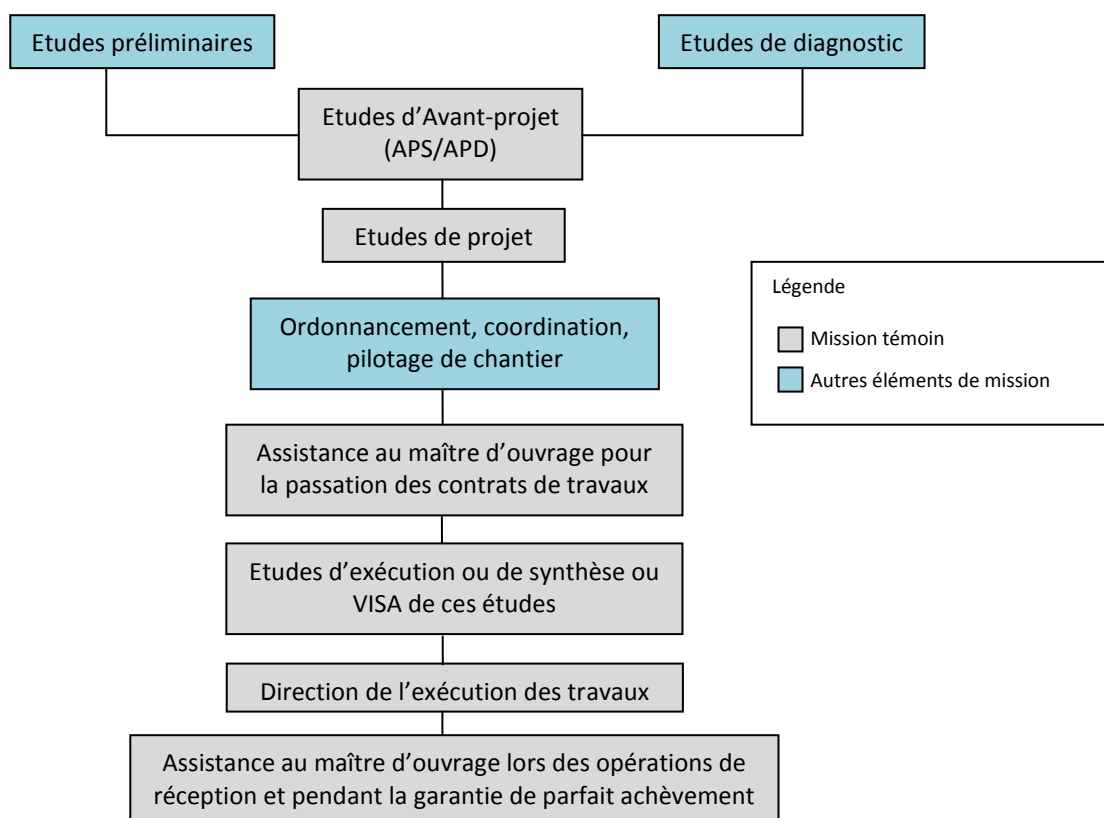 Etudes préliminaires
Etudes de diagnostic
Etudes d’Avant-projet
(APS/APD)
Etudes de projet
Légende
Mission témoin
Autres éléments de mission
Ordonnancement, coordination,
pilotage de chantier
Assistance au maître d’ouvrage pour
la passation des contrats de travaux
Etudes d’exécution ou de synthèse ou
VISA de ces études
Direction de l’exécution des travaux
Assistance au maître d’ouvrage lors des opérations de
réception et pendant la garantie de parfait achèvement